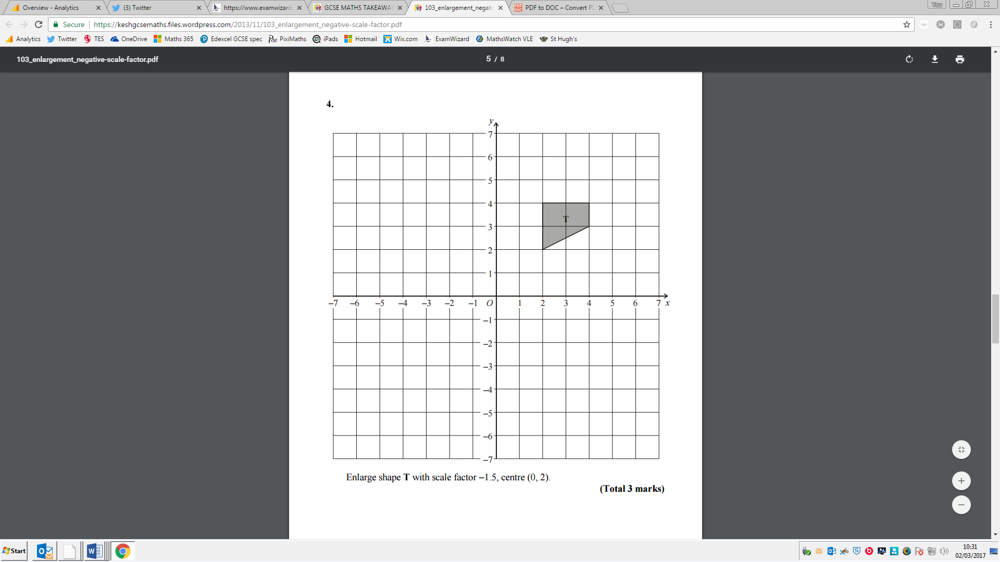 Overview - Analytics
(3) Twitter
https://www.examwizard
GCSE MATHS TAKEAWA
103_enlargement_negati
PDF to DOC – Convert P
You
Secure
https://keshgcsemaths.files.wordpress.com/2013/11/103_enlargement_negative-scale-factor.pdf
Analytics
Twitter
TES
OneDrive
Maths 365
Edexcel GCSE spec
PixiMaths
iPads
Hotmail
Wix.com
ExamWizard
MathsWatch VLE
St Hugh's
103_enlargement_negative-scale-factor.pdf
5 / 8
4.
y
7
6
5
4
T
3
2
1
–7 –6 –5 –4 –3 –2 –1 O 1 2 3 4 5 6 7 x
–1
–2
–3
–4
–5
–6
–7
Enlarge shape T with scale factor –1.5, centre (0, 2).
(Total 3 marks)
Start
10:31
02/03/2017